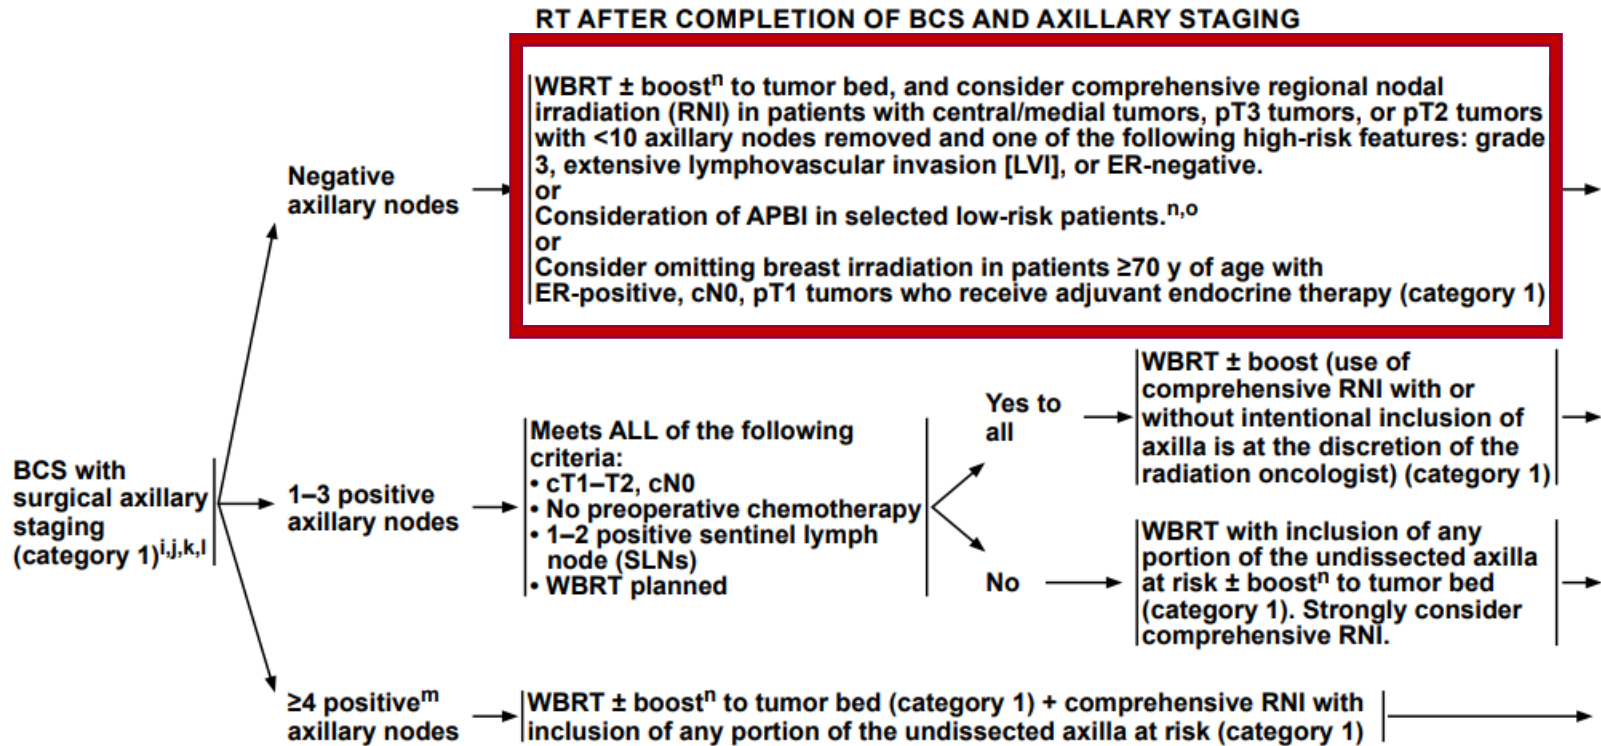 RT AFTER COMPLETION OF BCS AND AXILLARY STAGING
BCS with
surgical axillary
staging
(category 1)i,j,k,l
Negative
axillary nodes
WBRT ± boostn to tumor bed, and consider comprehensive regional nodal
irradiation (RNI) in patients with central/medial tumors, pT3 tumors, or pT2 tumors
with <10 axillary nodes removed and one of the following high-risk features: grade
3, extensive lymphovascular invasion [LVI], or ER-negative.
or
Consideration of APBI in selected low-risk patients.n,o
or
Consider omitting breast irradiation in patients ≥70 y of age with
ER-positive, cN0, pT1 tumors who receive adjuvant endocrine therapy (category 1)
1–3 positive
axillary nodes
Meets ALL of the following
criteria:
• cT1–T2, cN0
• No preoperative chemotherapy
• 1–2 positive sentinel lymph
node (SLNs)
• WBRT planned
Yes to
all
WBRT ± boost (use of
comprehensive RNI with or
without intentional inclusion of
axilla is at the discretion of the
radiation oncologist) (category 1)
No
WBRT with inclusion of any
portion of the undissected axilla
at risk ± boostn to tumor bed
(category 1). Strongly consider
comprehensive RNI.
≥4 positivem
axillary nodes
WBRT ± boostn to tumor bed (category 1) + comprehensive RNI with
inclusion of any portion of the undissected axilla at risk (category 1)